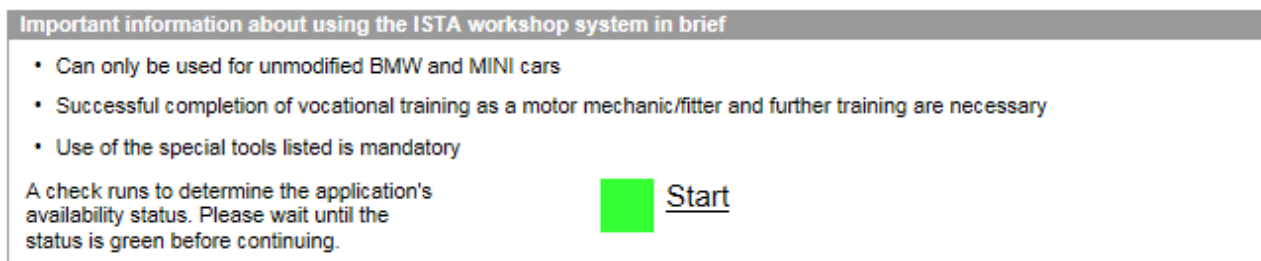 Important information about using the ISTA workshop system in brief
• Can only be used for unmodified BMW and MINI cars
• Successful completion of vocational training as a motor mechanic/fitter and further training are necessary
• Use of the special tools listed is mandatory
A check runs to determine the application's
availability status. Please wait until the
status is green before continuing.
Start